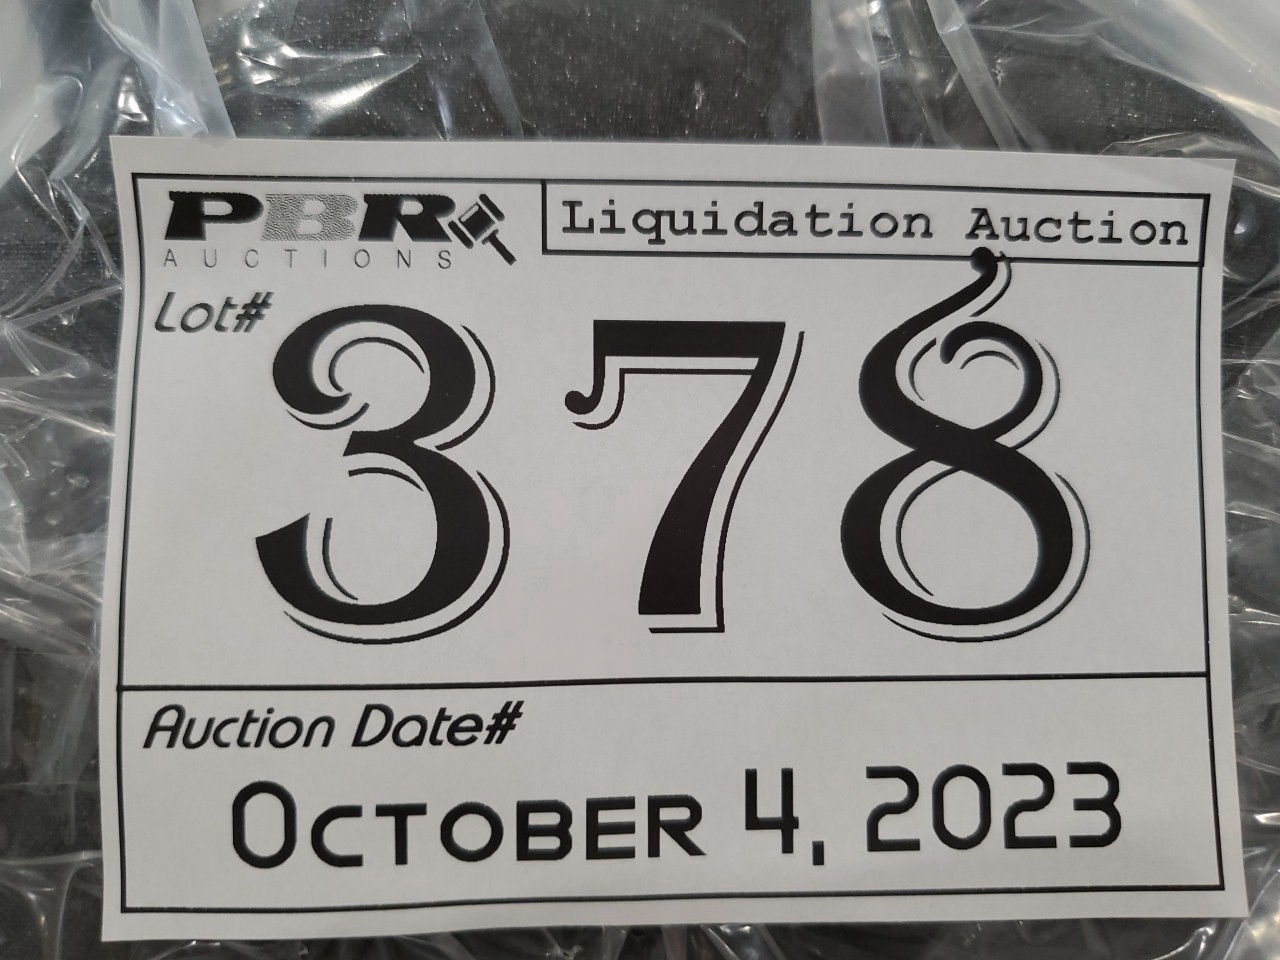 PBR
AUCTIONS
Liquidation Auction
Lot#
378
Auction Date#
October 4, 2023